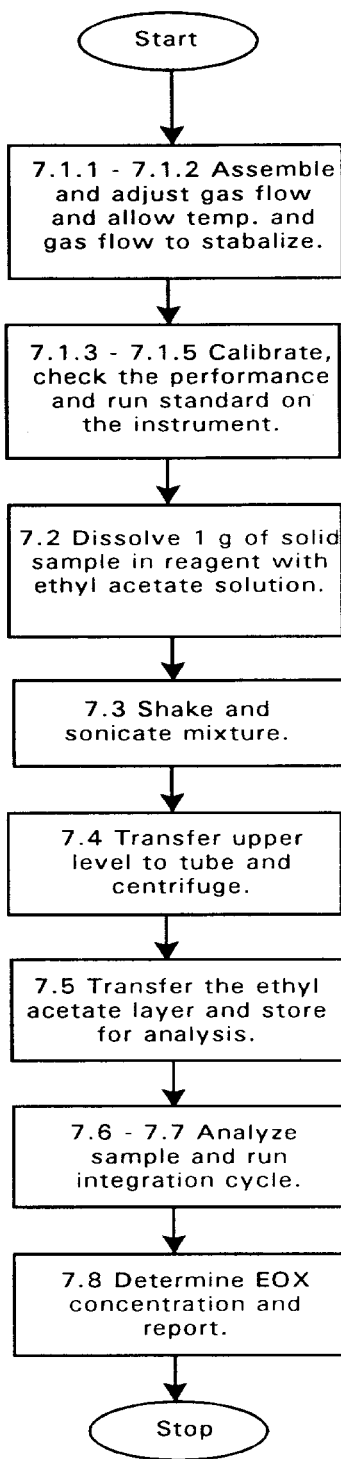 Start
7.1.1 - 7.1.2 Assemble
and adjust gas flow
and allow temp. and
gas flow to stabalize.
7.1.3 - 7.1.5 Calibrate,
check the performance
and run standard on
the instrument.
7.2 Dissolve 1 g of solid
sample in reagent with
ethyl acetate solution.
7.3 Shake and
sonicate mixture.
7.4 Transfer upper
level to tube and
centrifuge.
7.5 Transfer the ethyl
acetate layer and store
for analysis.
7.6 - 7.7 Analyze
sample and run
integration cycle.
7.8 Determine EOX
concentration and
report.
Stop